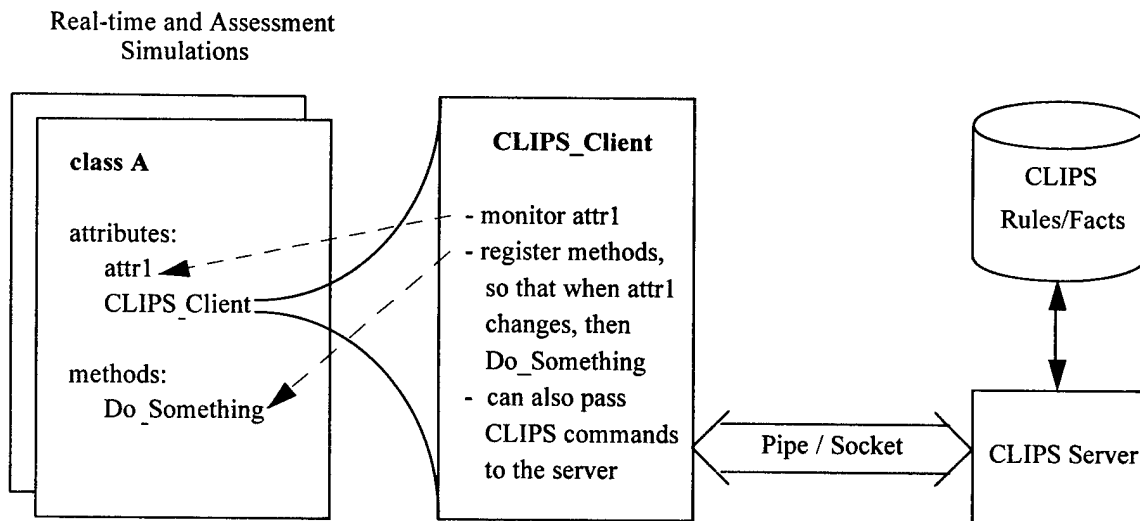 Real-time and Assessment
Simulations
class A
attributes:
attr1
CLIPS_Client
methods:
Do_Something
CLIPS_Client
- monitor attr1
- register methods,
so that when attr1
changes, then
Do_Something
- can also pass
CLIPS commands
to the server
Pipe / Socket
CLIPS
Rules/Facts
CLIPS Server